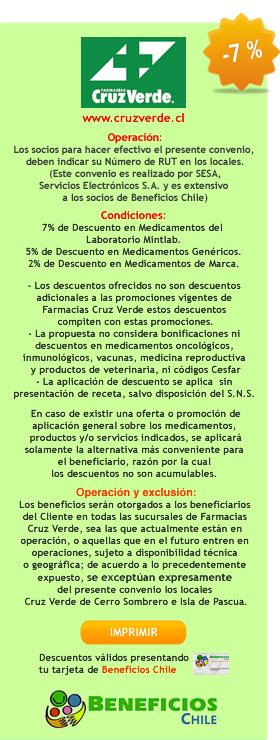 -7 %
FARMACIAS
CruzVerde.
www.cruzverde.cl
Operación:
Los socios para hacer efectivo el presente convenio,
deben indicar su Número de RUT en los locales.
(Este convenio es realizado por SESA,
Servicios Electrónicos S.A. y es extensivo
a los socios de Beneficios Chile)
Condiciones:
7% de Descuento en Medicamentos del
Laboratorio Mintlab.
5% de Descuento en Medicamentos Genéricos.
2% de Descuento en Medicamentos de Marca.
- Los descuentos ofrecidos no son descuentos
adicionales a las promociones vigentes de
Farmacias Cruz Verde estos descuentos
compiten con estas promociones.
- La propuesta no considera bonificaciones ni
descuentos en medicamentos oncológicos,
inmunológicos, vacunas, medicina reproductiva
y productos de veterinaria, ni códigos Cesfar
- La aplicación de descuento se aplica sin
presentación de receta, salvo disposición del S.N.S.
En caso de existir una oferta o promoción de
aplicación general sobre los medicamentos,
productos y/o servicios indicados, se aplicará
solamente la alternativa más conveniente para
el beneficiario, razón por la cual
los descuentos no son acumulables.
Operación y exclusión:
Los beneficios serán otorgados a los beneficiarios
del Cliente en todas las sucursales de Farmacias
Cruz Verde, sea las que actualmente están en
operación, o aquellas que en el futuro entren en
operaciones, sujeto a disponibilidad técnica
o geográfica; de acuerdo a lo precedentemente
expuesto, se exceptúan expresamente
del presente convenio los locales
Cruz Verde de Cerro Sombrero e Isla de Pascua.
IMPRIMIR
Descuentos válidos presentando
tu tarjeta de Beneficios Chile
BENEFICIOS
CHILE